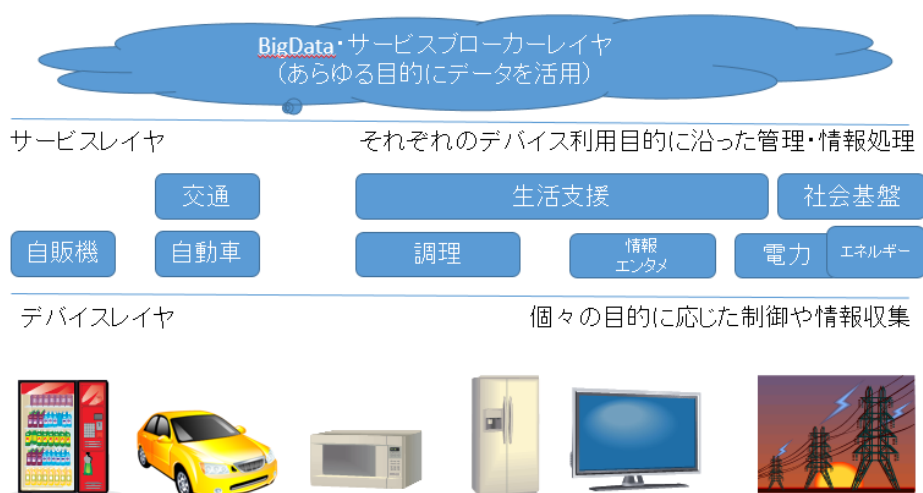 BigData・サービスブローカーレイヤ
（あらゆる目的にデータを活用）
サービスレイヤ
それぞれのデバイス利用目的に沿った管理・情報処理
交通
生活支援
社会基盤
自販機
自動車
調理
情報
エンタメ
電力
エネルギー
デバイスレイヤ
個々の目的に応じた制御や情報収集